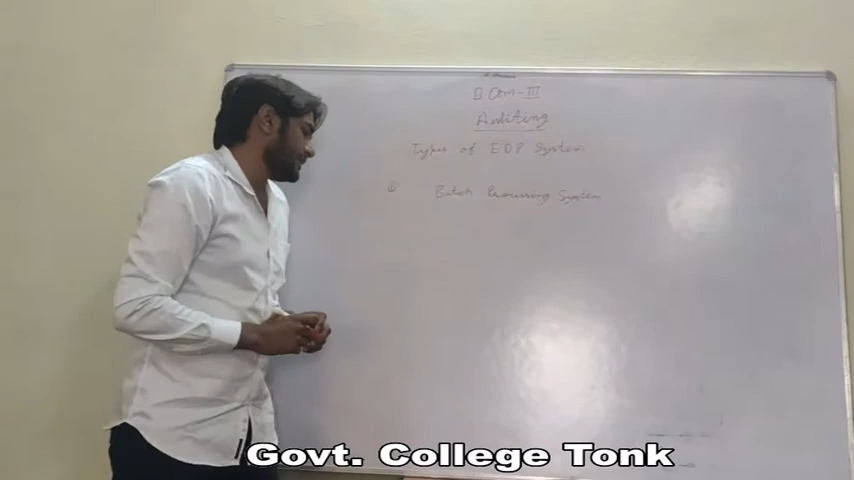 B Com-III
Auditing
Types of EDP System
① Batch Processing System
Govt. College Tonk